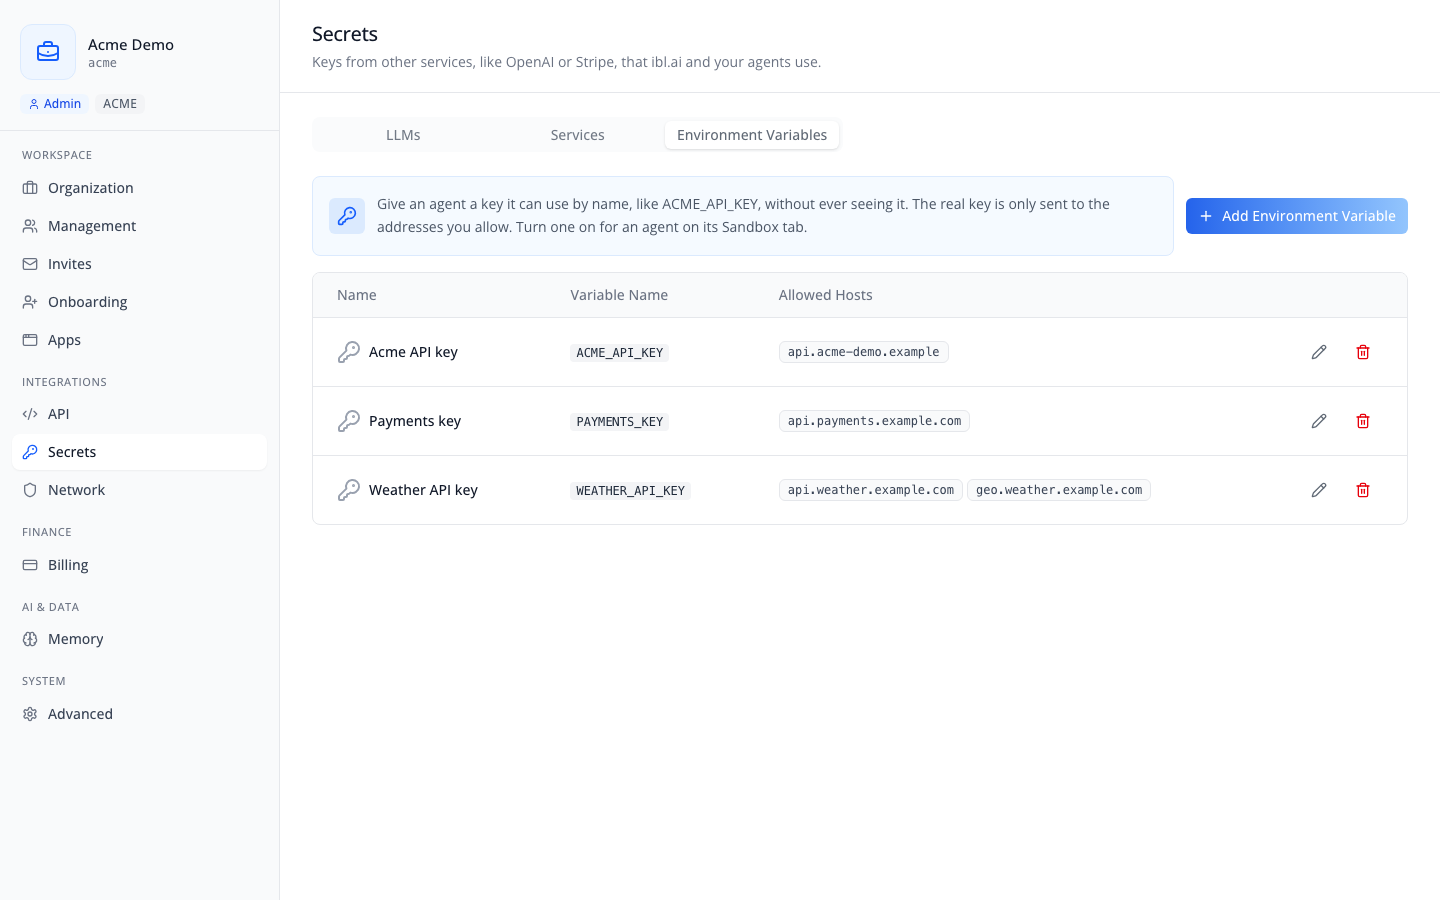 Acme Demo
acme
Admin
ACME
WORKSPACE
Organization
Management
Invites
Onboarding
Apps
INTEGRATIONS
API
Secrets
Network
FINANCE
Billing
AI & DATA
Memory
SYSTEM
Advanced
Secrets
Keys from other services, like OpenAI or Stripe, that ibl.ai and your agents use.
LLMs
Services
Environment Variables
Give an agent a key it can use by name, like ACME_API_KEY, without ever seeing it. The real key is only sent to the
addresses you allow. Turn one on for an agent on its Sandbox tab.
Add Environment Variable
Name Variable Name Allowed Hosts
Acme API key ACME_API_KEY api.acme-demo.example
Payments key PAYMENTS_KEY api.payments.example.com
Weather API key WEATHER_API_KEY api.weather.example.com geo.weather.example.com